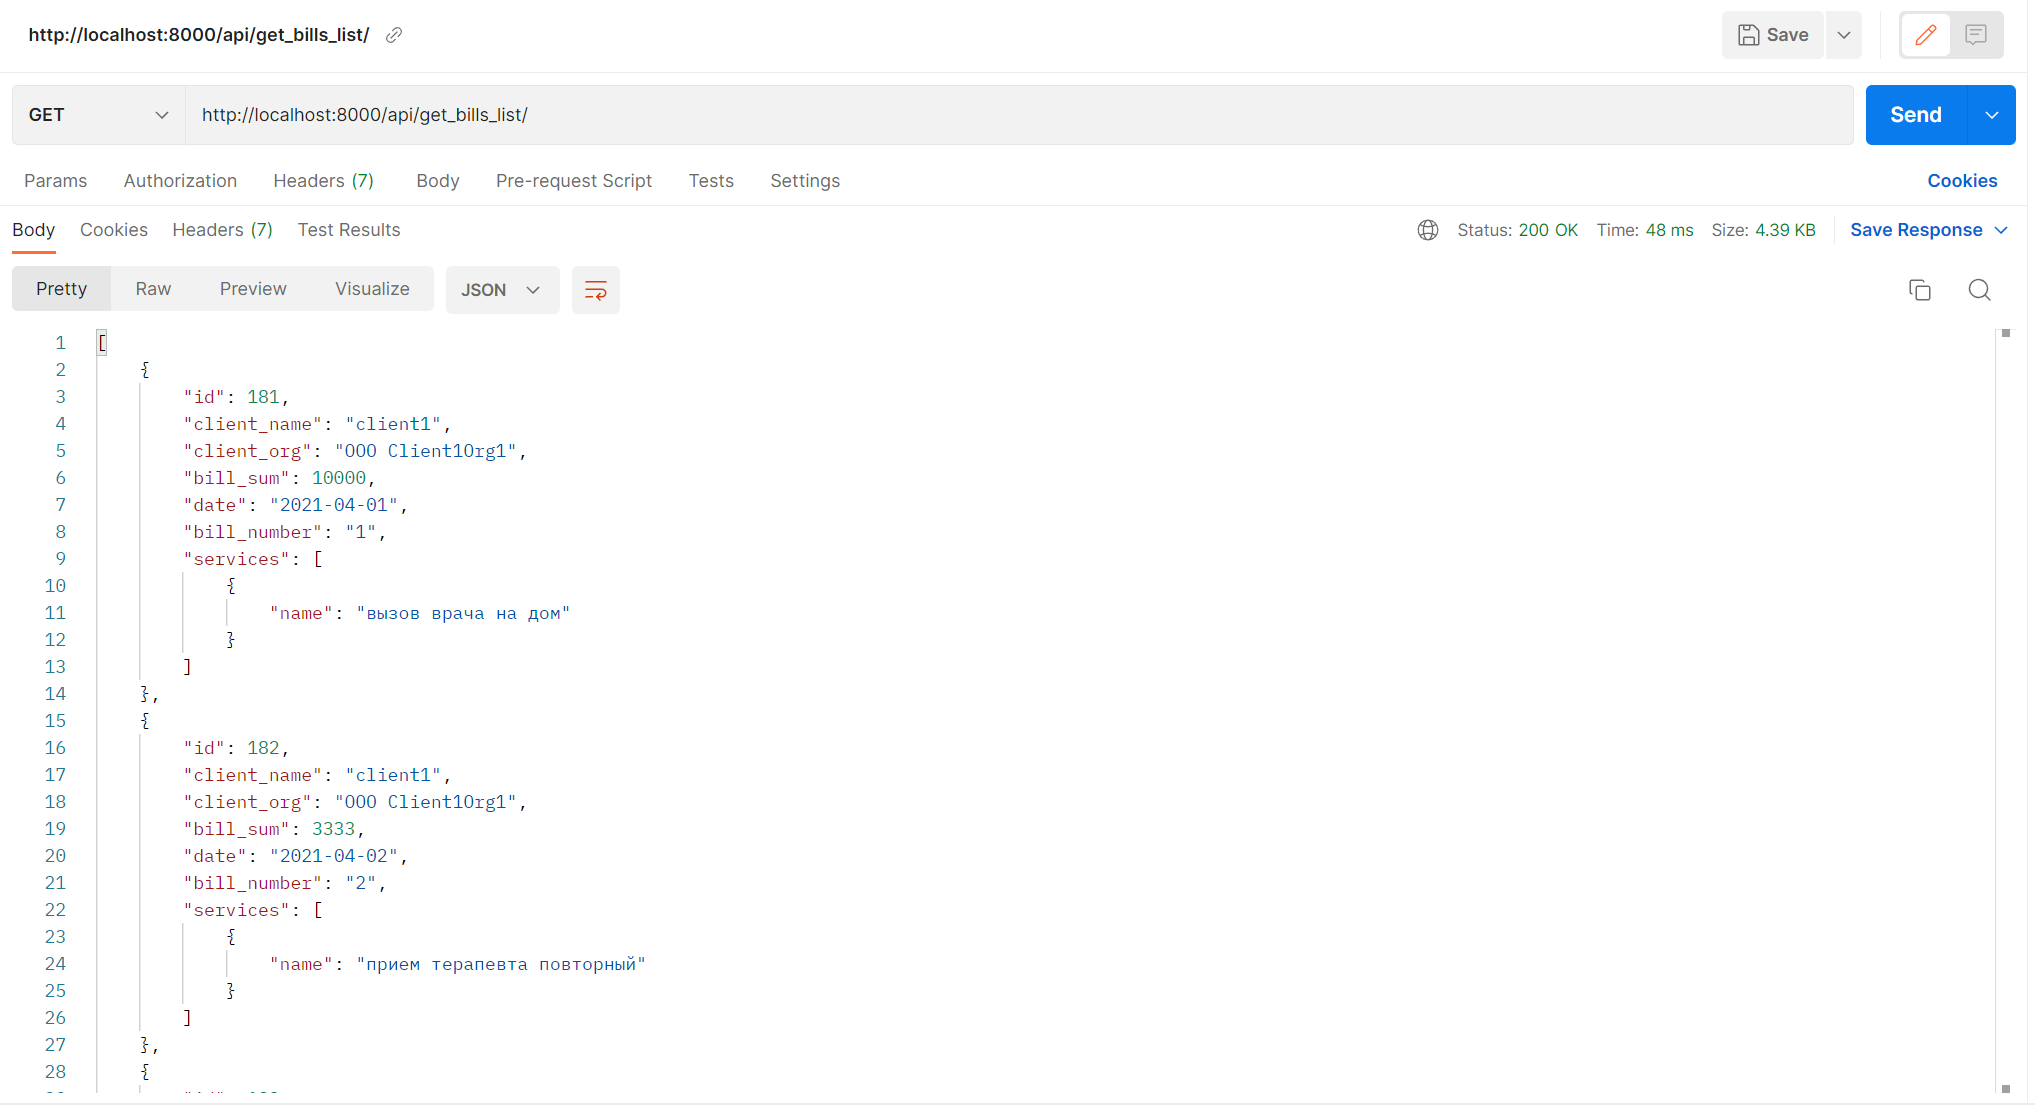 http://localhost:8000/api/get_bills_list/
Save
GET
http://localhost:8000/api/get_bills_list/
Send
Params Authorization Headers (7) Body Pre-request Script Tests Settings Cookies
Body Cookies Headers (7) Test Results Status: 200 OK Time: 48 ms Size: 4.39 KB Save Response
Pretty Raw Preview Visualize JSON
1 [
2 {
3 "id": 181,
4 "client_name": "client1",
5 "client_org": "ООО Client1Org1",
6 "bill_sum": 10000,
7 "date": "2021-04-01",
8 "bill_number": "1",
9 "services": [
10 {
11 "name": "вызов врача на дом"
12 }
13 ]
14 },
15 {
16 "id": 182,
17 "client_name": "client1",
18 "client_org": "ООО Client1Org1",
19 "bill_sum": 3333,
20 "date": "2021-04-02",
21 "bill_number": "2",
22 "services": [
23 {
24 "name": "прием терапевта повторный"
25 }
26 ]
27 },
28 {